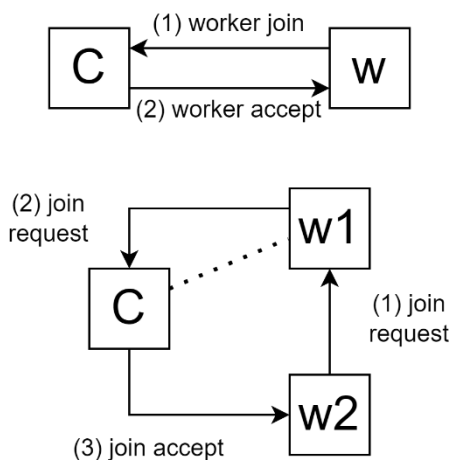 (1) worker join
C
w
(2) worker accept
(2) join
request
w1
C
(1) join
request
w2
(3) join accept